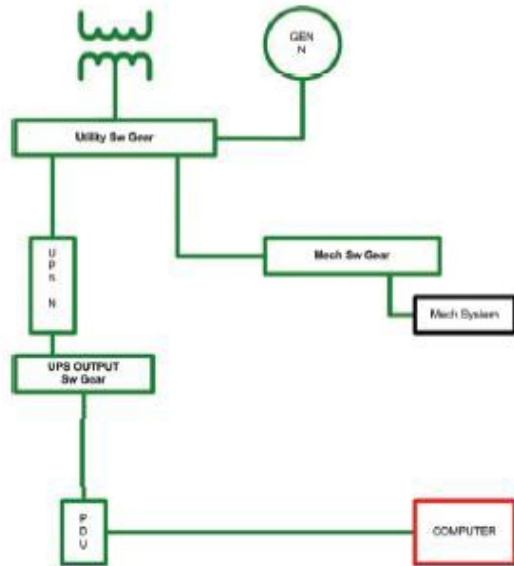 GEN
N
Utility Sw Gear
Mech Sw Gear
U
P
S
N
Mech System
UPS OUTPUT
Sw Gear
P
D
U
COMPUTER